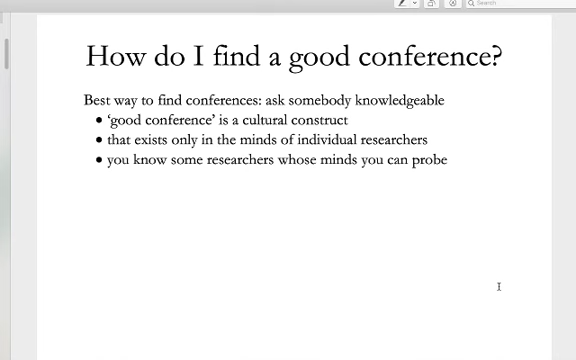 Search
How do I find a good conference?
Best way to find conferences: ask somebody knowledgeable
• ‘good conference’ is a cultural construct
• that exists only in the minds of individual researchers
• you know some researchers whose minds you can probe